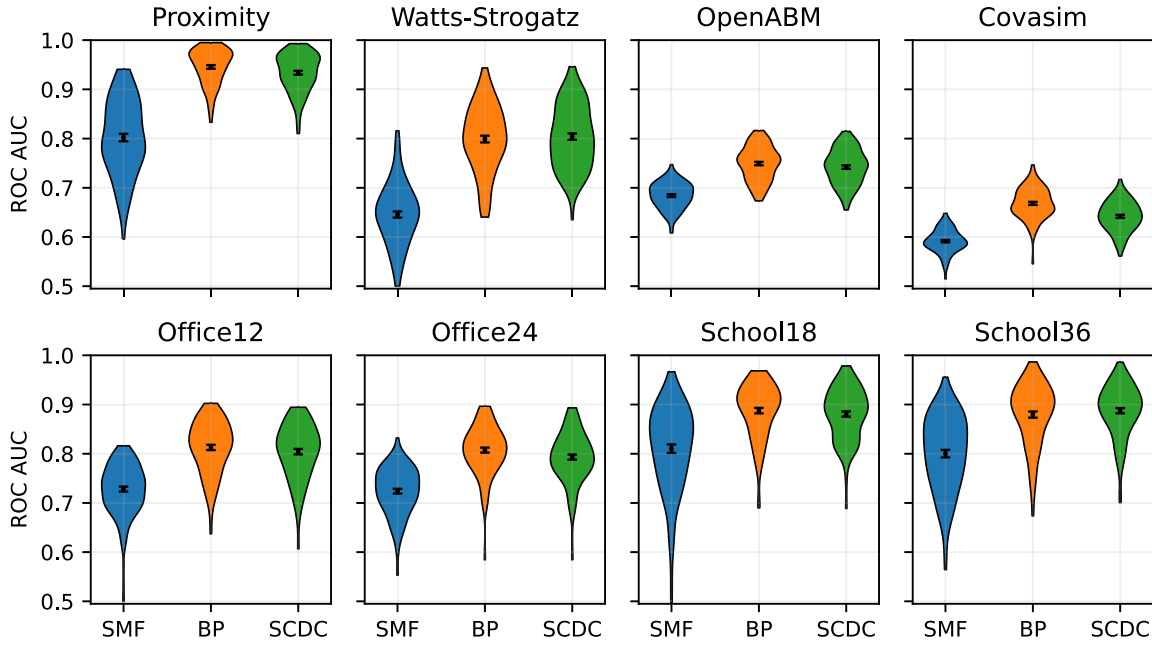 Proximity Watts-Strogatz OpenABM Covasim
1.0
0.9
0.8
0.7
0.6
0.5
ROC AUC
Office12 Office24 School18 School36
1.0
0.9
0.8
0.7
0.6
0.5
ROC AUC
SMF BP SCDC SMF BP SCDC SMF BP SCDC SMF BP SCDC